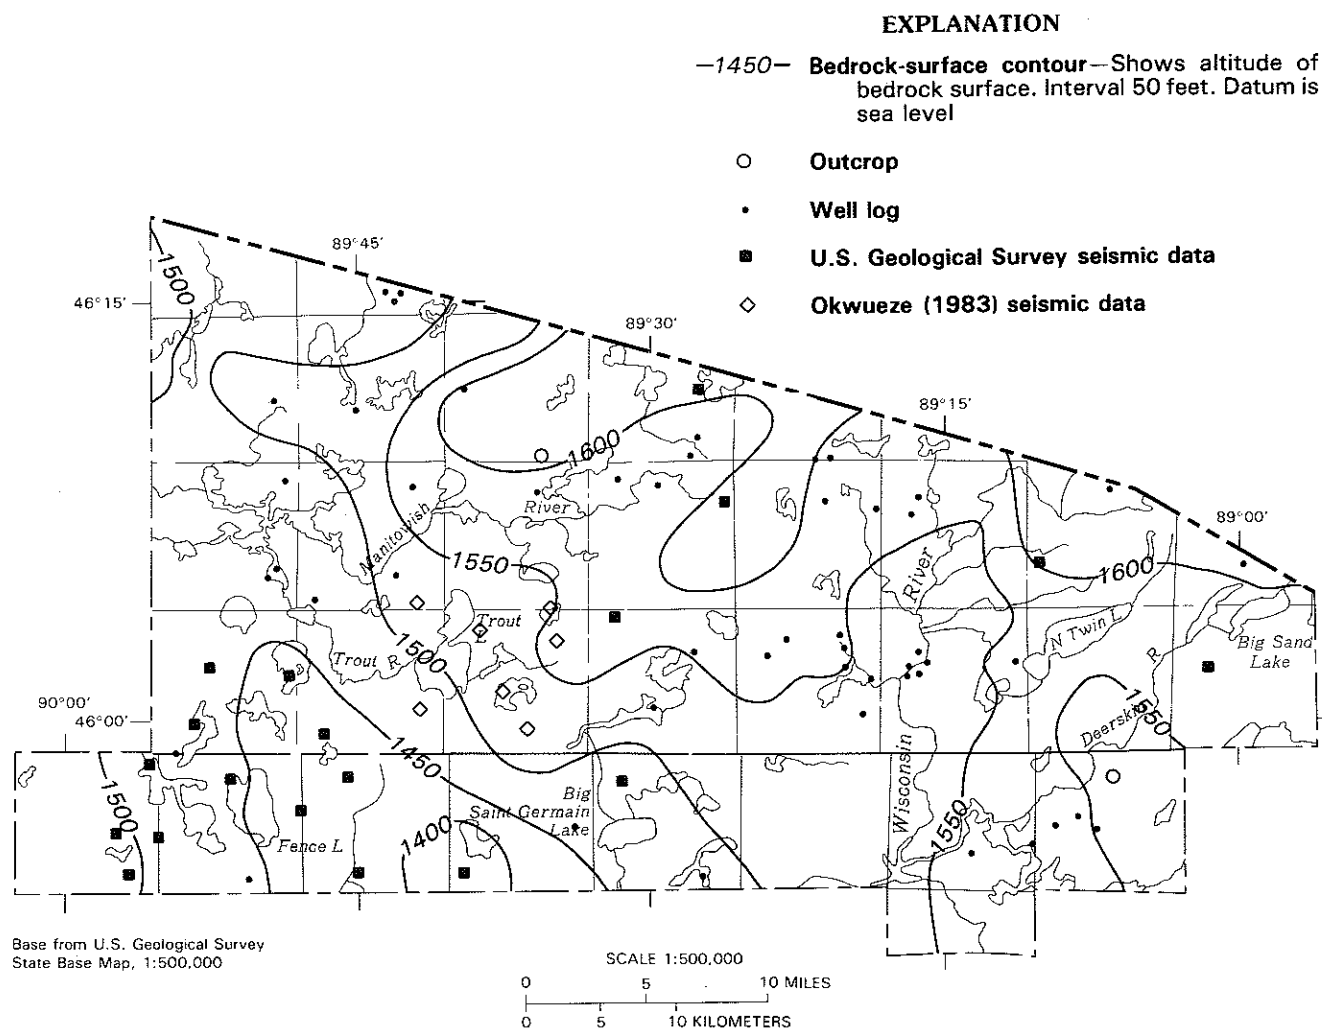 EXPLANATION
—1450— Bedrock-surface contour—Shows altitude of
bedrock surface. Interval 50 feet. Datum is
sea level
Outcrop
Well log
U.S. Geological Survey seismic data
Okwueze (1983) seismic data
89°45'
1500
46°15'
89°30'
89°15'
1600
89°00'
River
Manitowish
1550
River
1600
Trout
L
N Twin L
1500
Trout R
Big Sand
Lake
R
90°00'
46°00'
1550
Deerskin
1450
Wisconsin
1500
Big
Saint Germain
Lake
1550
1400
Fence L
Base from U.S. Geological Survey
State Base Map, 1:500,000
SCALE 1:500,000
0 5 10 MILES
0 5 10 KILOMETERS